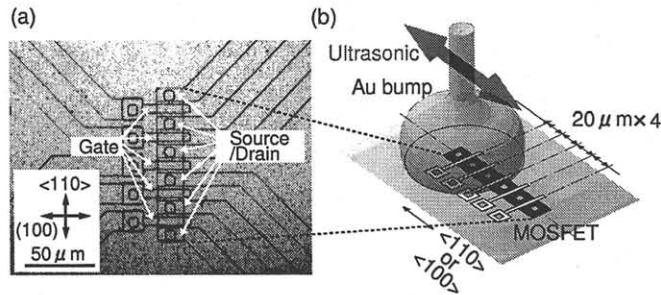 (a)
Gate
Source
/Drain
<110>
(100)
50 μm
(b)
Ultrasonic
Au bump
20 μm×4
MOSFET
<110>
or
<100>